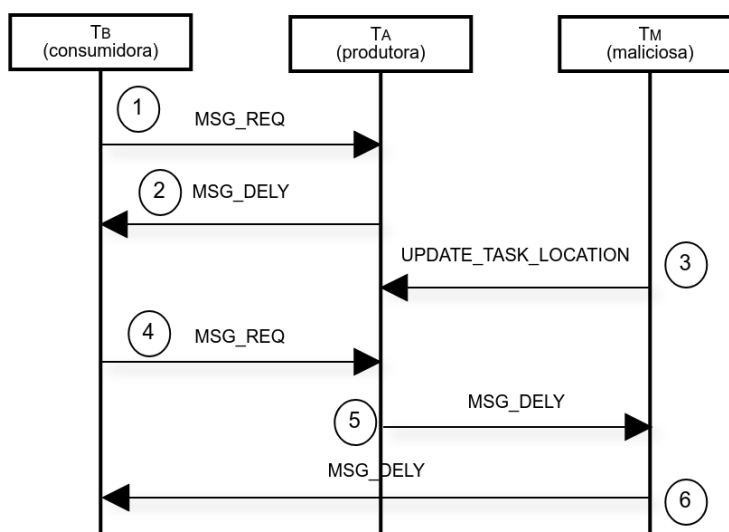 TB
(consumidora)
TA
(produtora)
TM
(maliciosa)
1
MSG_REQ
2
MSG_DELY
UPDATE_TASK_LOCATION
3
4
MSG_REQ
5
MSG_DELY
MSG_DELY
6